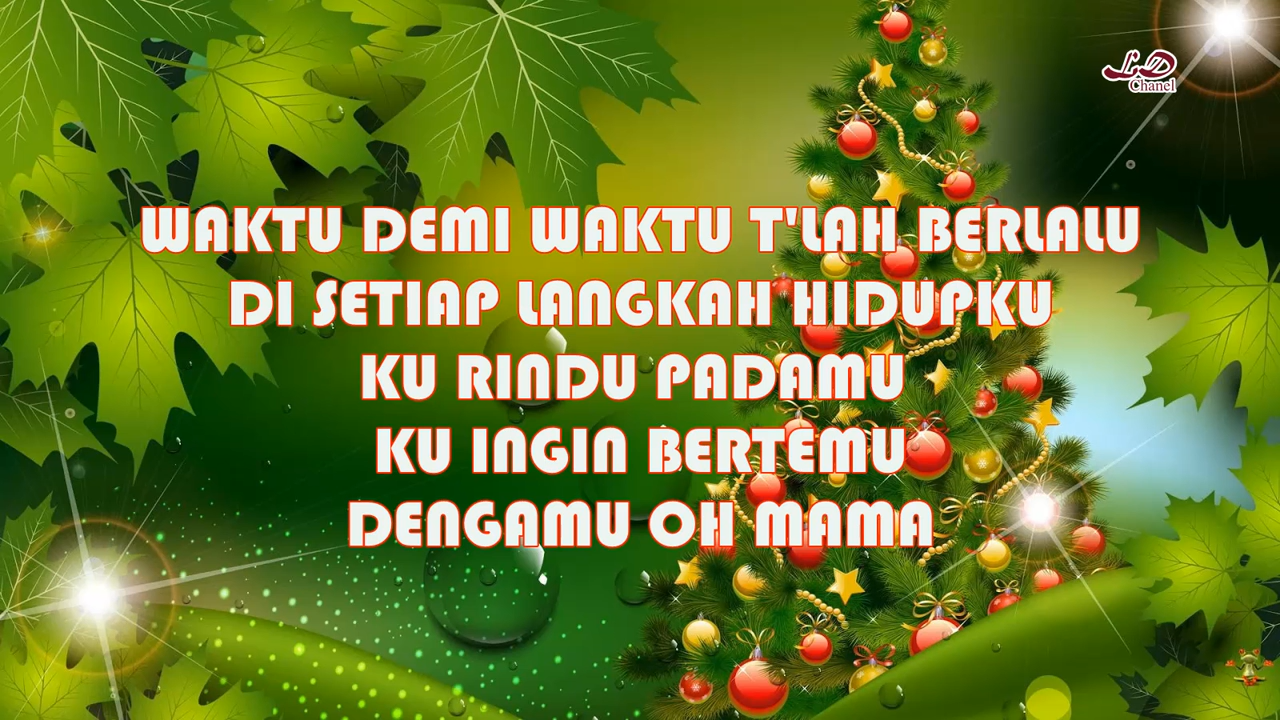 LD
Chanel
WAKTU DEMI WAKTU T'LAH BERLALU
DI SETIAP LANGKAH HIDUPKU
KU RINDU PADAMU
KU INGIN BERTEMU
DENGAMU OH MAMA